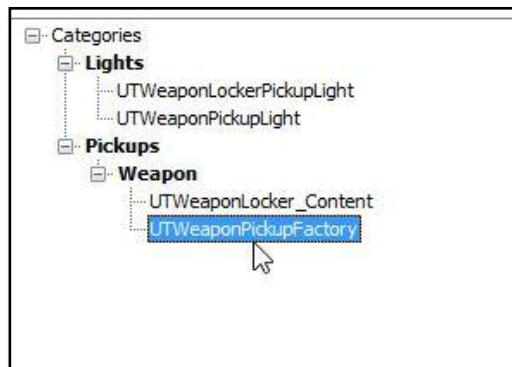 Categories
Lights
UTWeaponLockerPickupLight
UTWeaponPickupLight
Pickups
Weapon
UTWeaponLocker_Content
UTWeaponPickupFactory